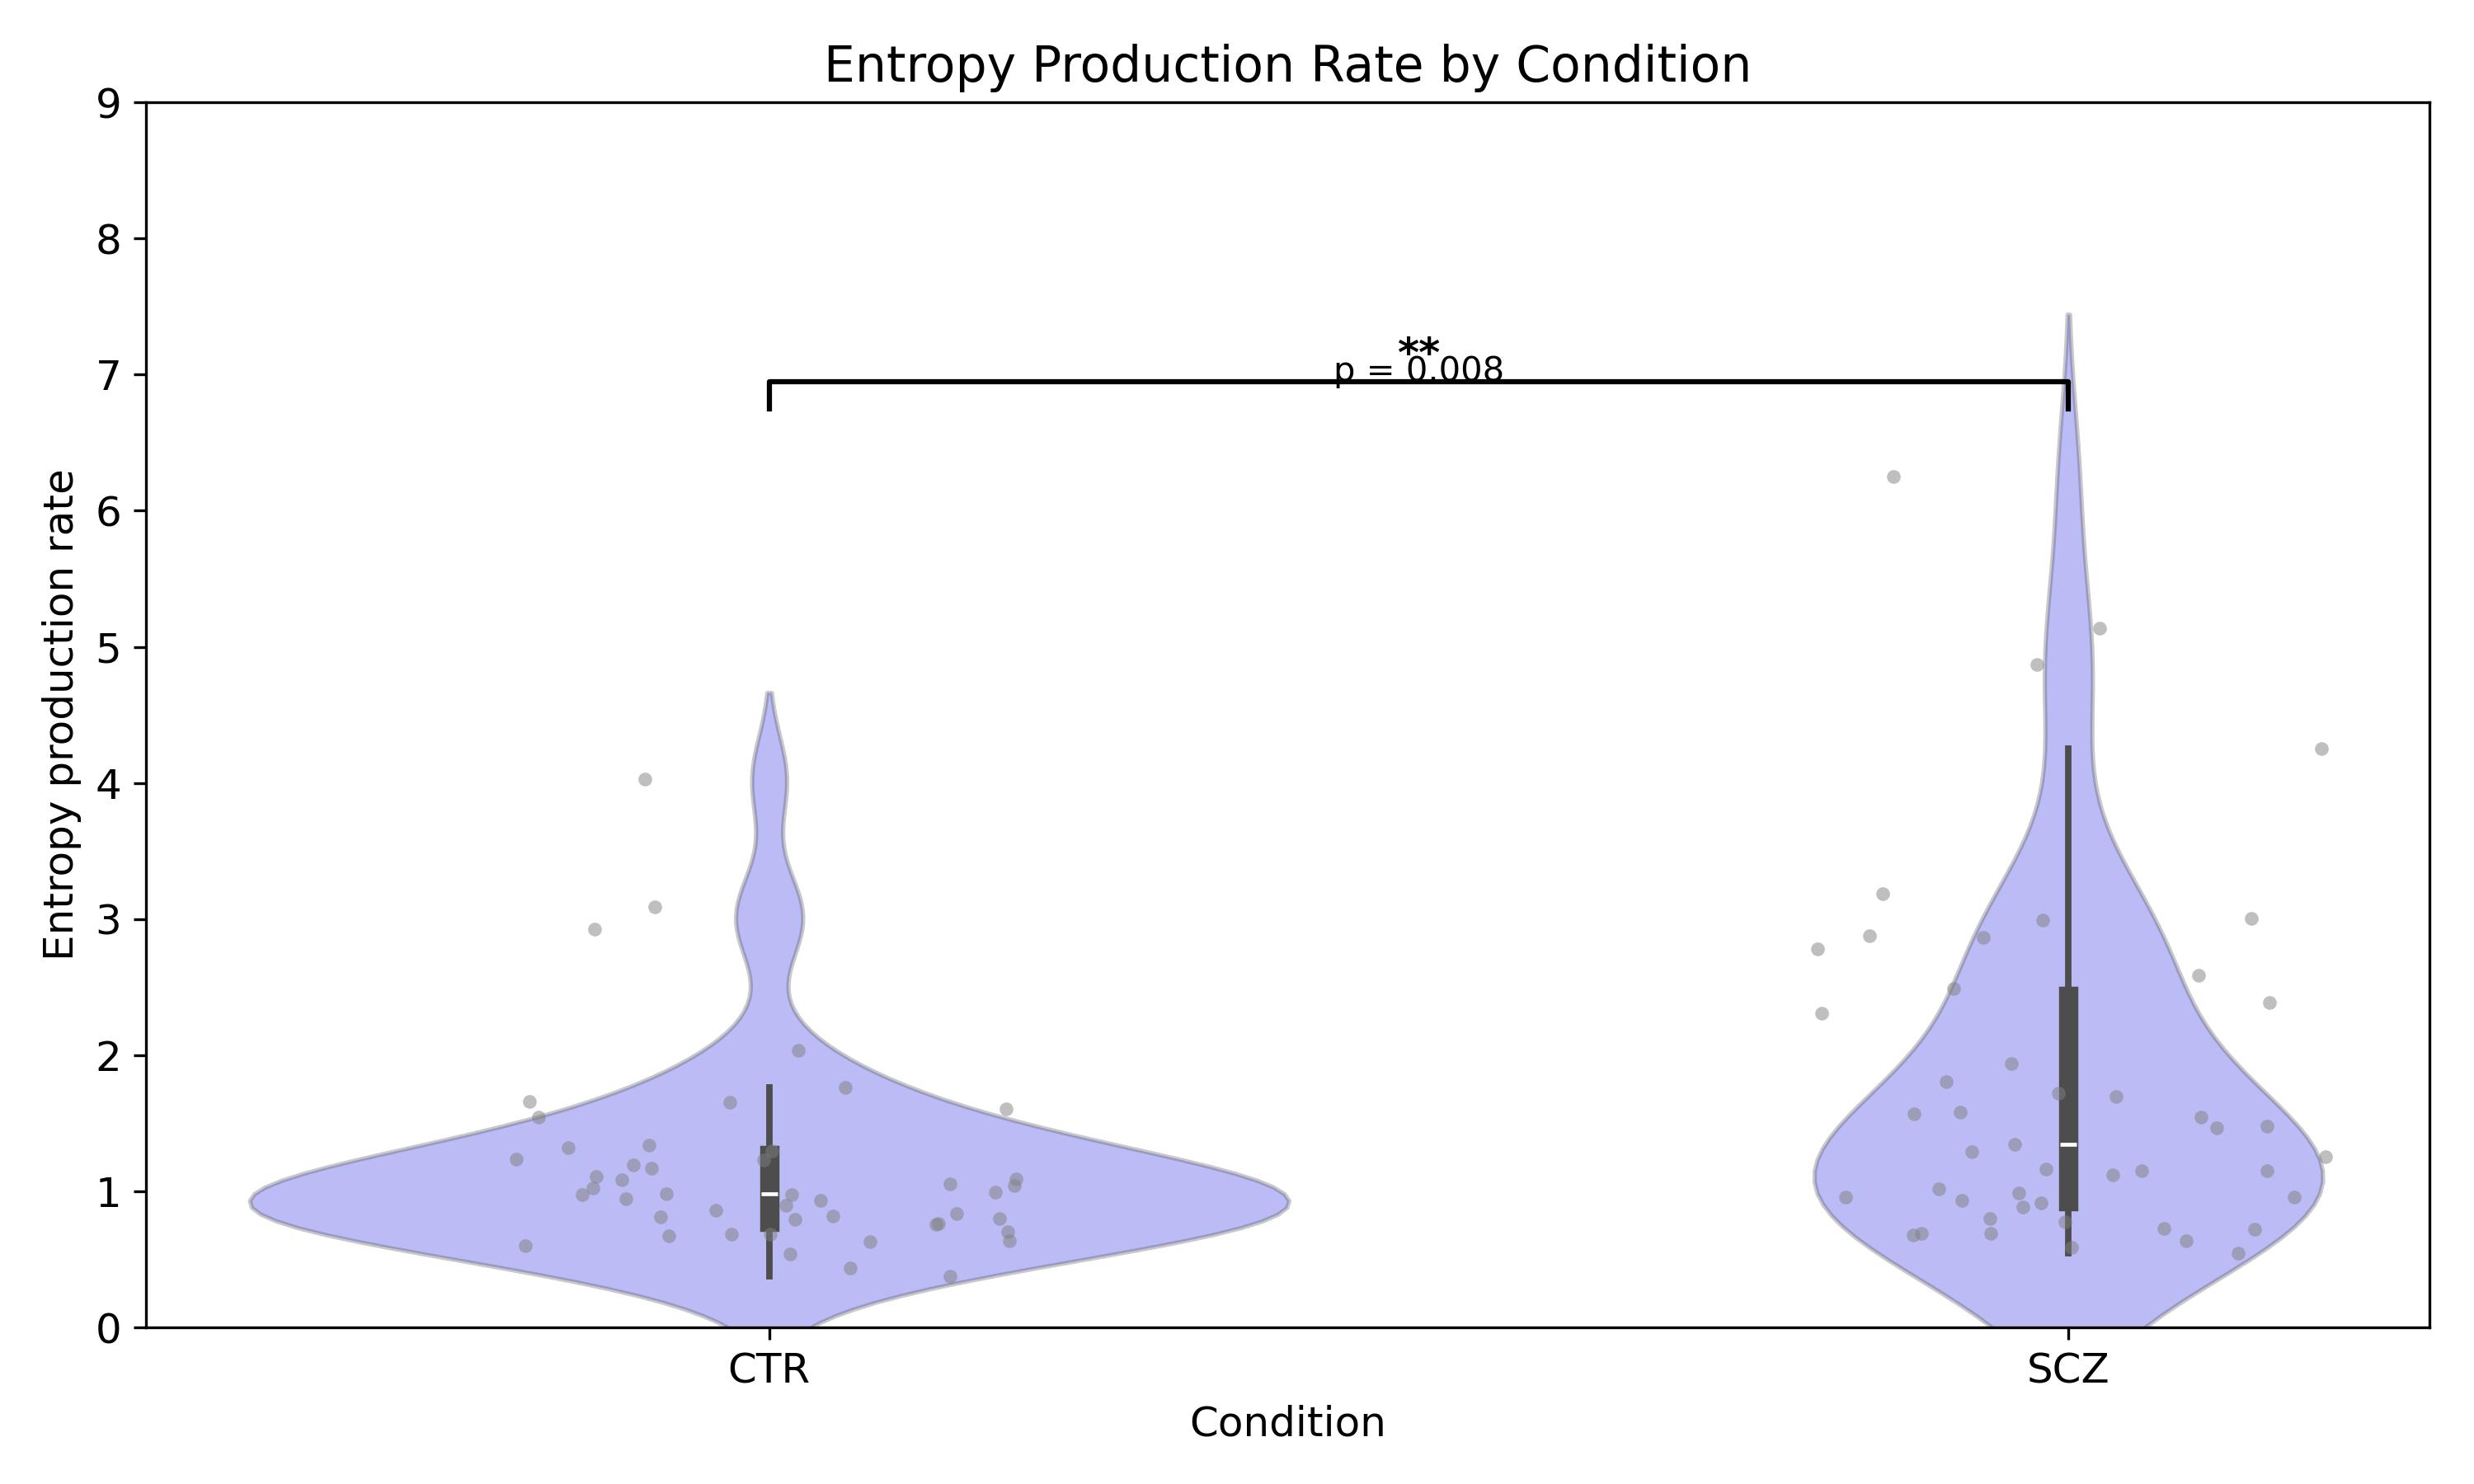 Entropy Production Rate by Condition
9
8
7
6
5
4
3
2
1
0
Entropy production rate
**
p = 0.008
CTR
SCZ
Condition